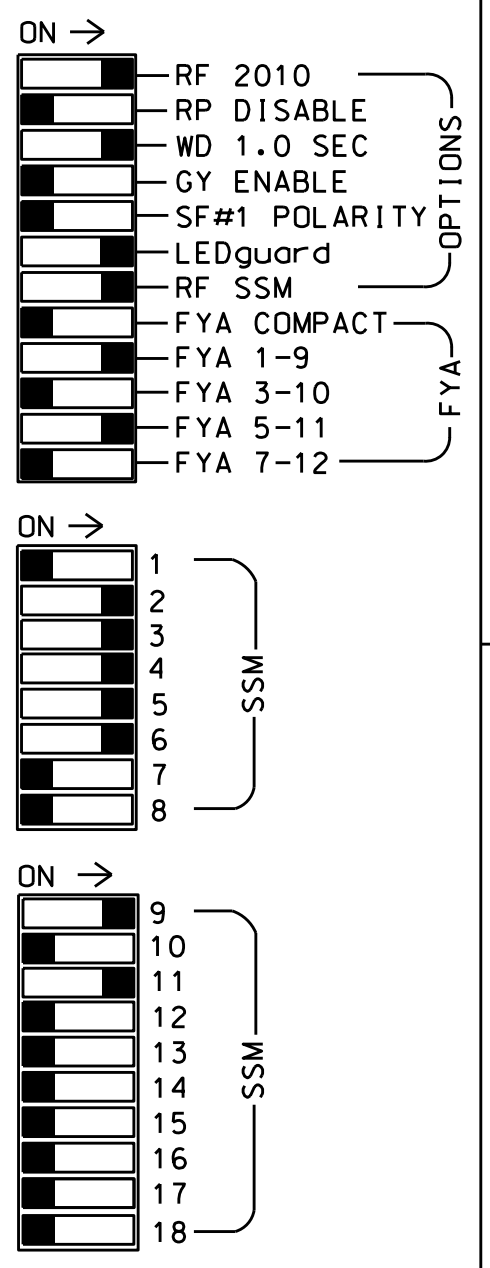 ON
RF 2010
RP DISABLE
WD 1.0 SEC
GY ENABLE
SF#1 POLARITY
LEDguard
RF SSM
OPTIONS
FYA COMPACT
FYA 1-9
FYA 3-10
FYA 5-11
FYA 7-12
FYA
ON
1
2
3
4
5
6
7
8
SSM
ON
9
10
11
12
13
14
15
16
17
18
SSM